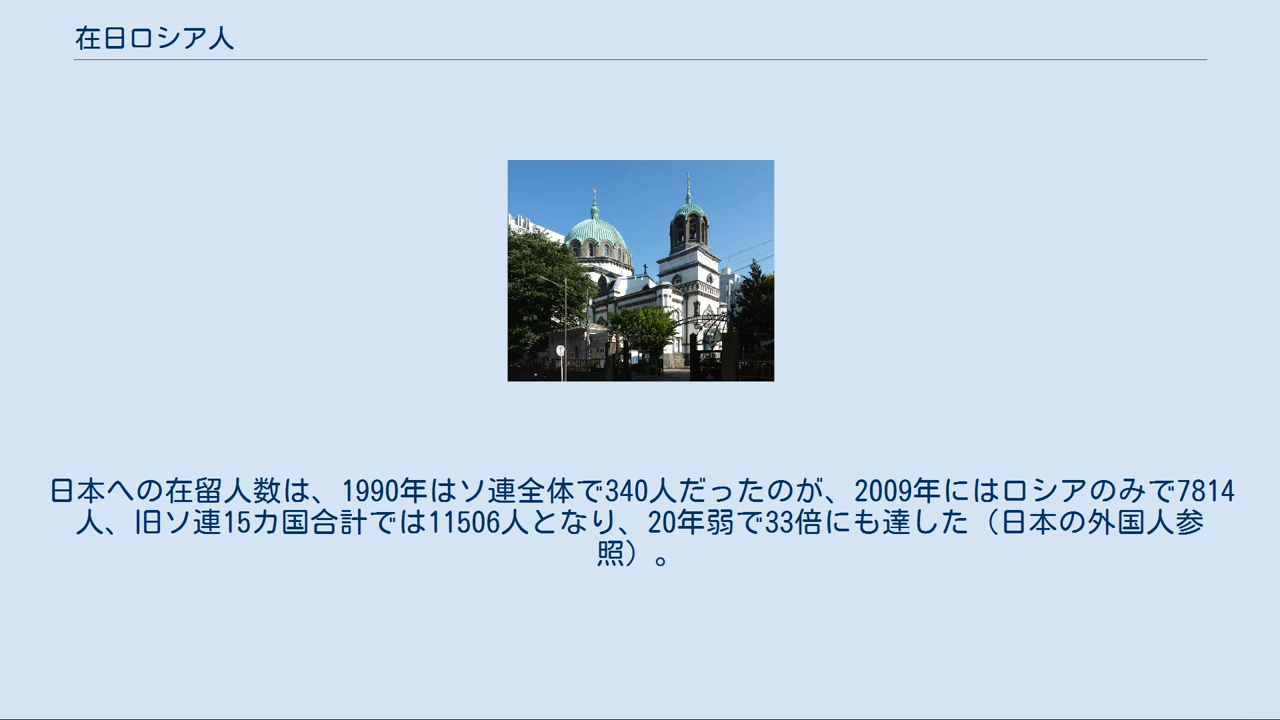 在日ロシア人
日本への在留人数は、1990年はソ連全体で340人だったのが、2009年にはロシアのみで7814
人、旧ソ連15カ国合計では11506人となり、20年弱で33倍にも達した（日本の外国人参
照）。